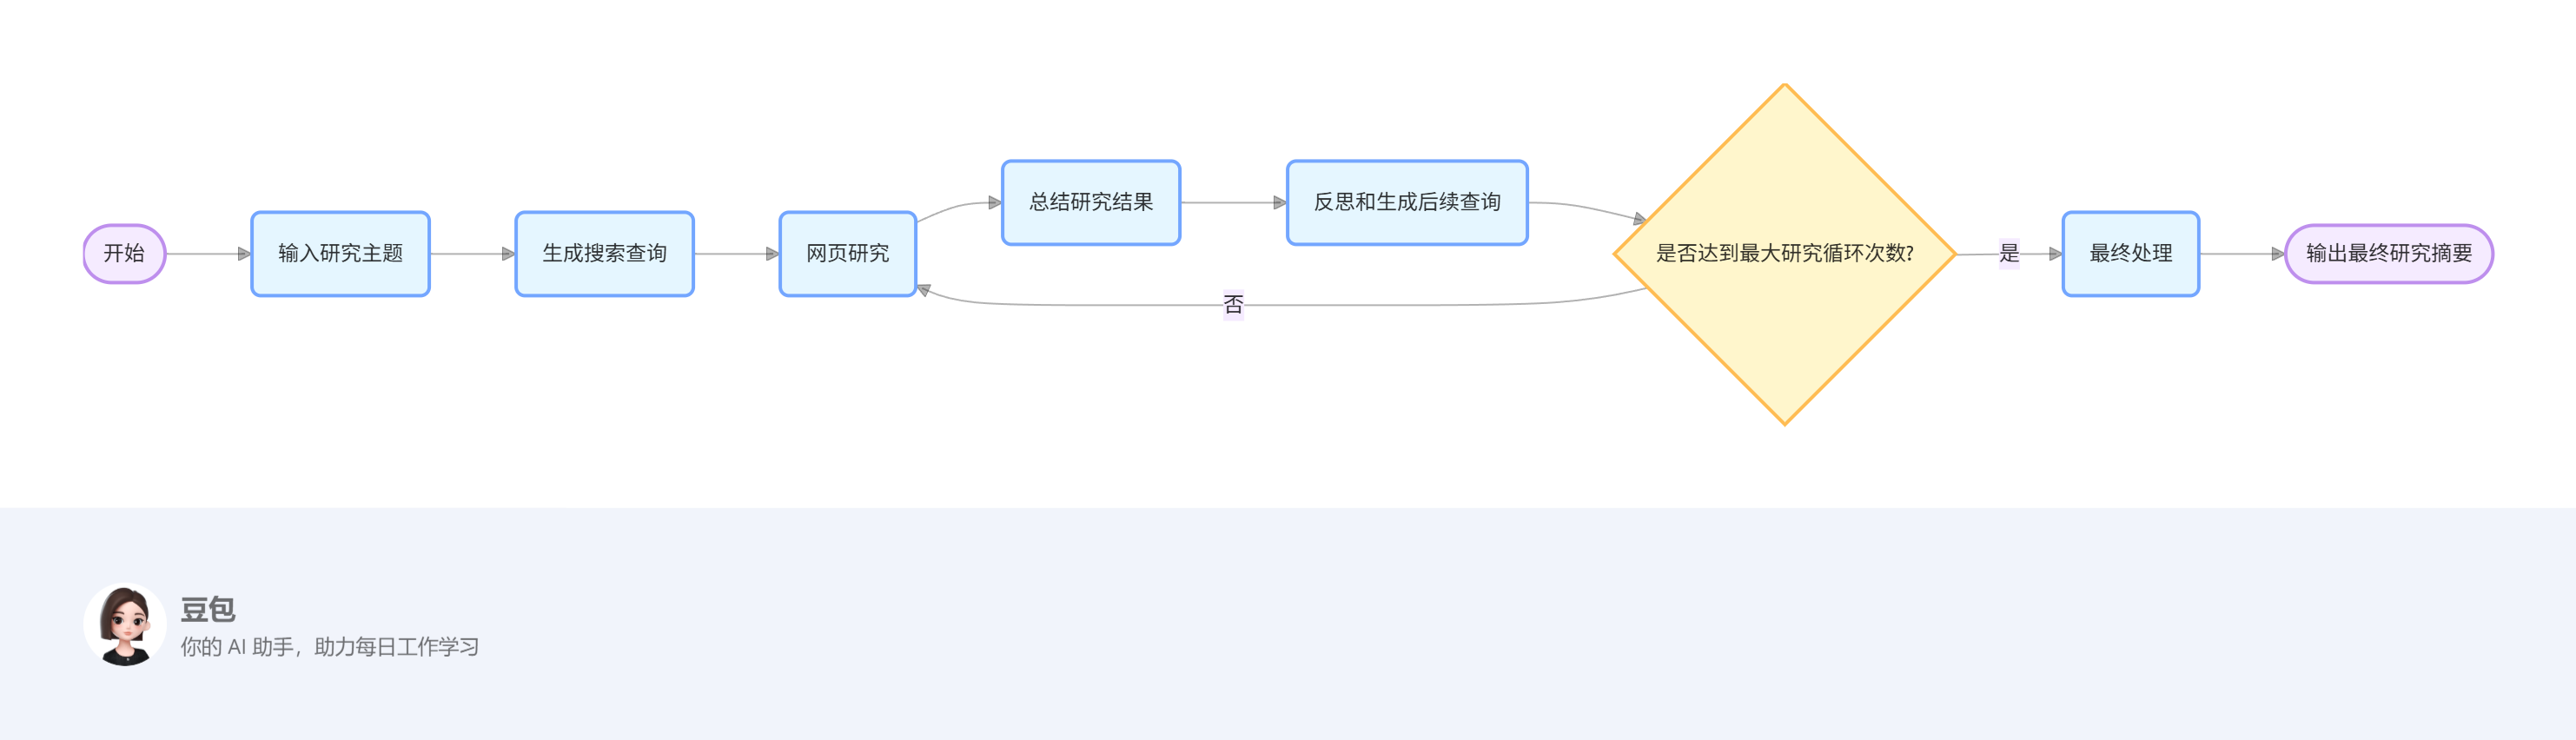 开始
输入研究主题
生成搜索查询
网页研究
总结研究结果
反思和生成后续查询
是否达到最大研究循环次数?
否
是
最终处理
输出最终研究摘要
豆包
你的 AI 助手，助力每日工作学习